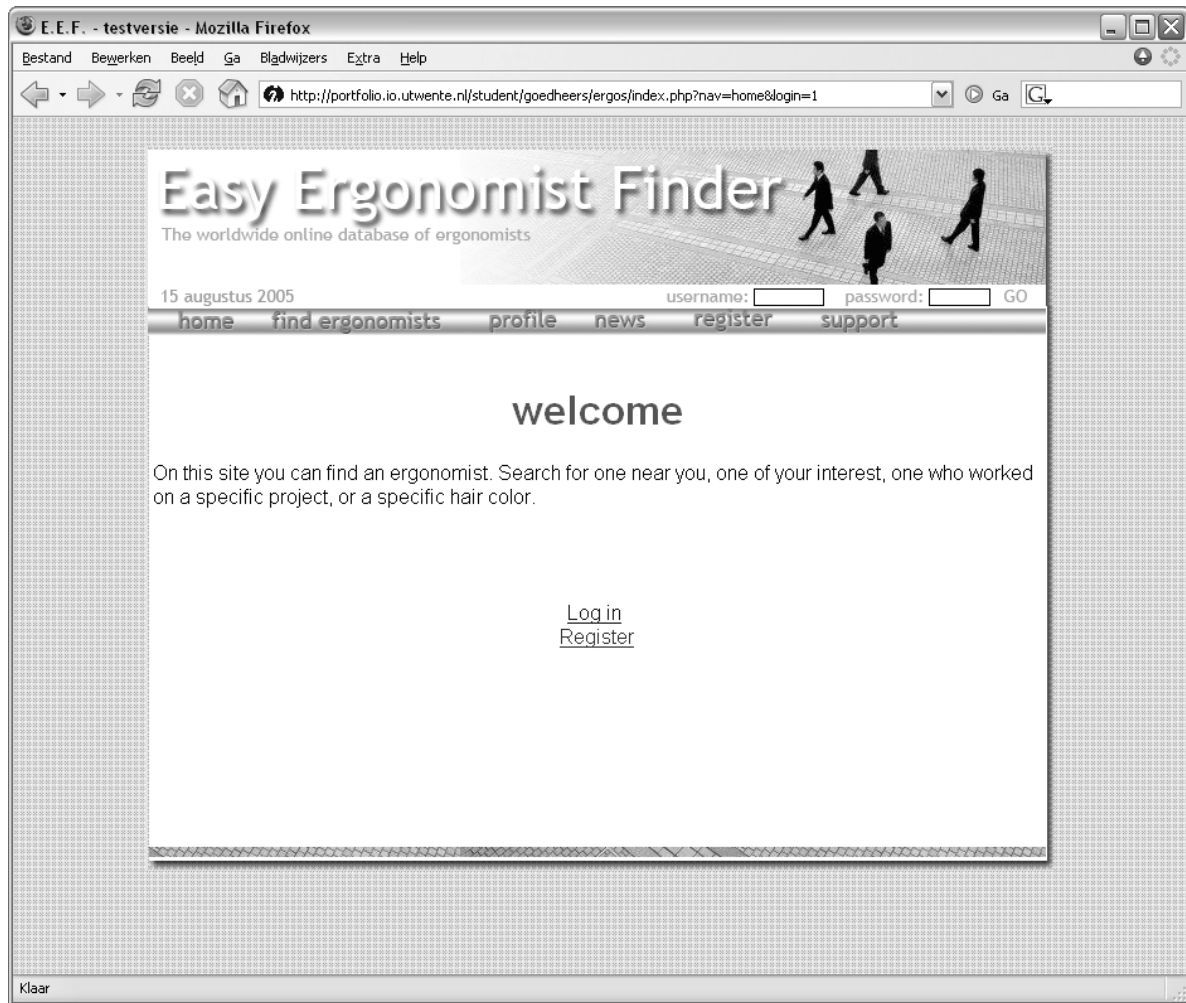 E.E.F. - testversie - Mozilla Firefox
Bestand Bewerken Beeld Ga Bladwijzers Extra Help
http://portfolio.io.utwente.nl/student/goedheers/ergos/index.php?nav=home&login=1 Ga G
Easy Ergonomist Finder
The worldwide online database of ergonomists
15 augustus 2005 username: password: GO
home find ergonomists profile news register support
welcome
On this site you can find an ergonomist. Search for one near you, one of your interest, one who worked
on a specific project, or a specific hair color.
Log in
Register
Klaar